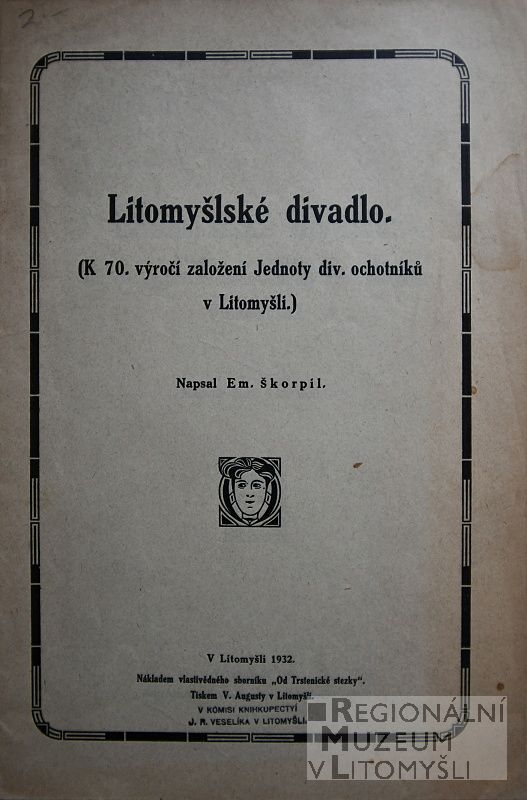 2.-
Litomyšlské divadlo.
(K 70. výročí založení Jednoty div. ochotníků
v Litomyšli.)
Napsal Em. Škorpil.
V Litomyšli 1932.
Nákladem vlastivědného sborníku „Od Trstenické stezky“.
Tiskem V. Augusty v Litomyšli.
V KOMISI KNIHKUPECTVÍ
J. R. VESELÍKA V LITOMYŠLI.
REGIONÁLNÍ
MUZEUM
V LITOMYŠLI